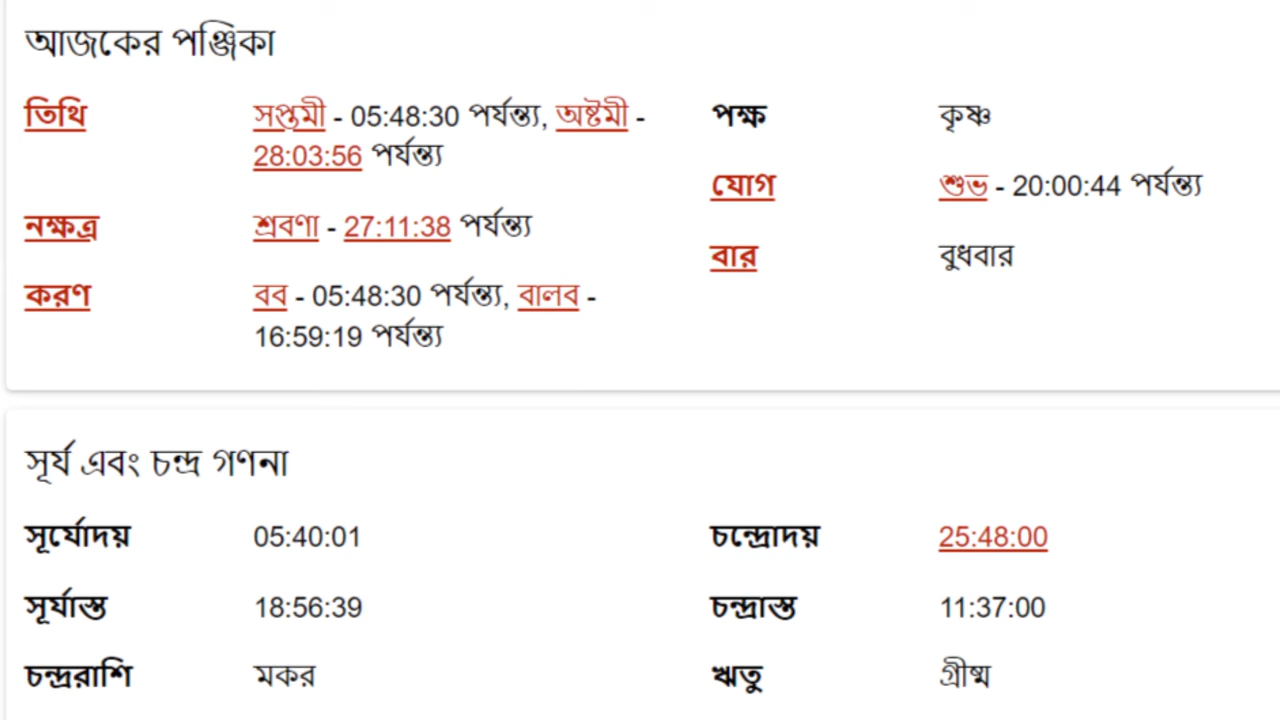 আজকের পঞ্জিকা
তিথি সপ্তমী - 05:48:30 পর্যন্ত্য, অষ্টমী -
28:03:56 পর্যন্ত্য
নক্ষত্র শ্রবণা - 27:11:38 পর্যন্ত্য
করণ বব - 05:48:30 পর্যন্ত্য, বালব -
16:59:19 পর্যন্ত্য
পক্ষ কৃষ্ণ
যোগ শুভ - 20:00:44 পর্যন্ত্য
বার বুধবার
সূর্য এবং চন্দ্র গণনা
সূর্যোদয় 05:40:01
সূর্যাস্ত 18:56:39
চন্দ্ররাশি মকর
চন্দ্রোদয় 25:48:00
চন্দ্রাস্ত 11:37:00
ঋতু গ্রীষ্ম